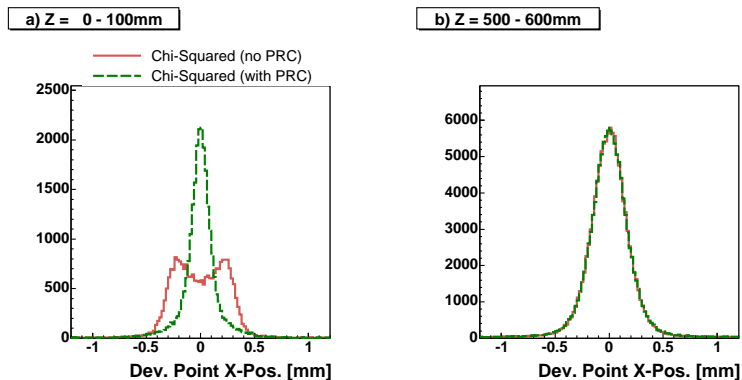 a) Z = 0 - 100mm
b) Z = 500 - 600mm
Chi-Squared (no PRC)
Chi-Squared (with PRC)
2500
2000
1500
1000
500
0
-1 -0.5 0 0.5 1
Dev. Point X-Pos. [mm]
6000
5000
4000
3000
2000
1000
0
-1 -0.5 0 0.5 1
Dev. Point X-Pos. [mm]